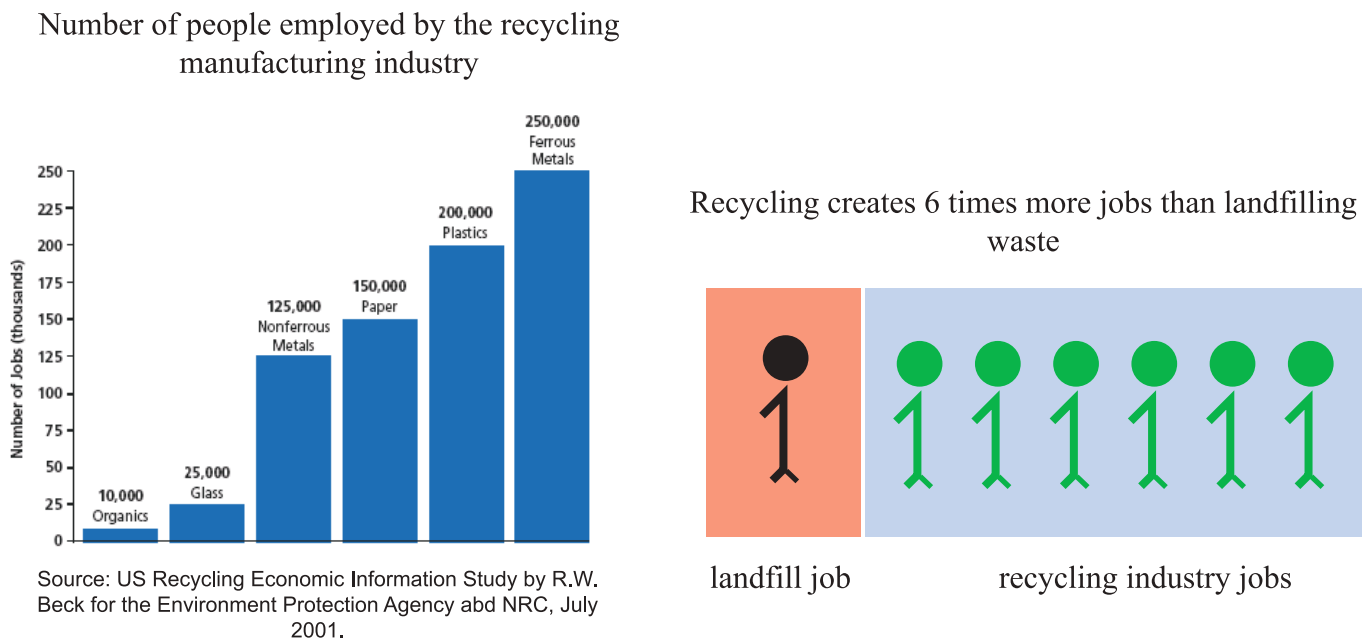 Number of people employed by the recycling
manufacturing industry
250,000
Ferrous
Metals
200,000
Plastics
150,000
Paper
125,000
Nonferrous
Metals
25,000
Glass
10,000
Organics
Number of Jobs (thousands)
250
225
200
175
150
125
100
75
50
25
0
Source: US Recycling Economic Information Study by R.W.
Beck for the Environment Protection Agency abd NRC, July
2001.
Recycling creates 6 times more jobs than landfilling
waste
landfill job
recycling industry jobs